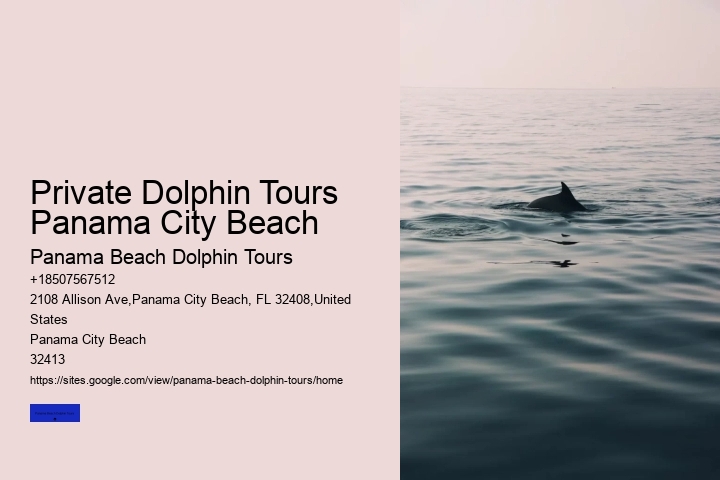 Private Dolphin Tours
Panama City Beach
Panama Beach Dolphin Tours
+18507567512
2108 Allison Ave,Panama City Beach, FL 32408,United
States
Panama City Beach
32413
https://sites.google.com/view/panama-beach-dolphin-tours/home